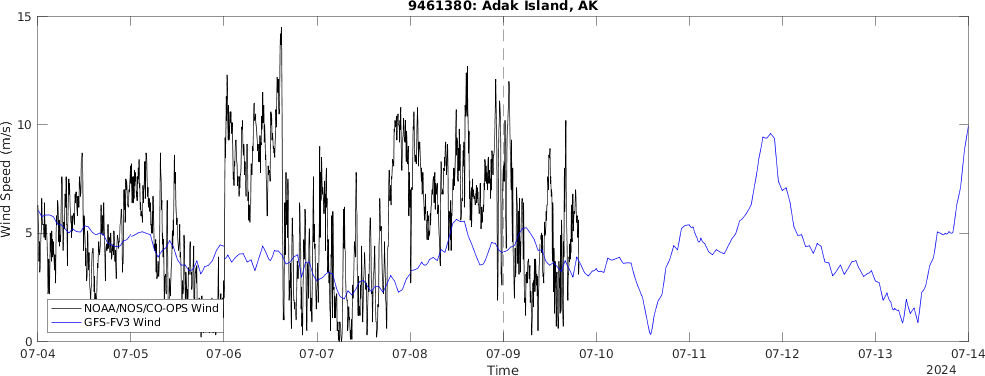 9461380: Adak Island, AK
Wind Speed (m/s)
15
10
5
0
NOAA/NOS/CO-OPS Wind
GFS-FV3 Wind
07-04 07-05 07-06 07-07 07-08 07-09 07-10 07-11 07-12 07-13 07-14
Time
2024